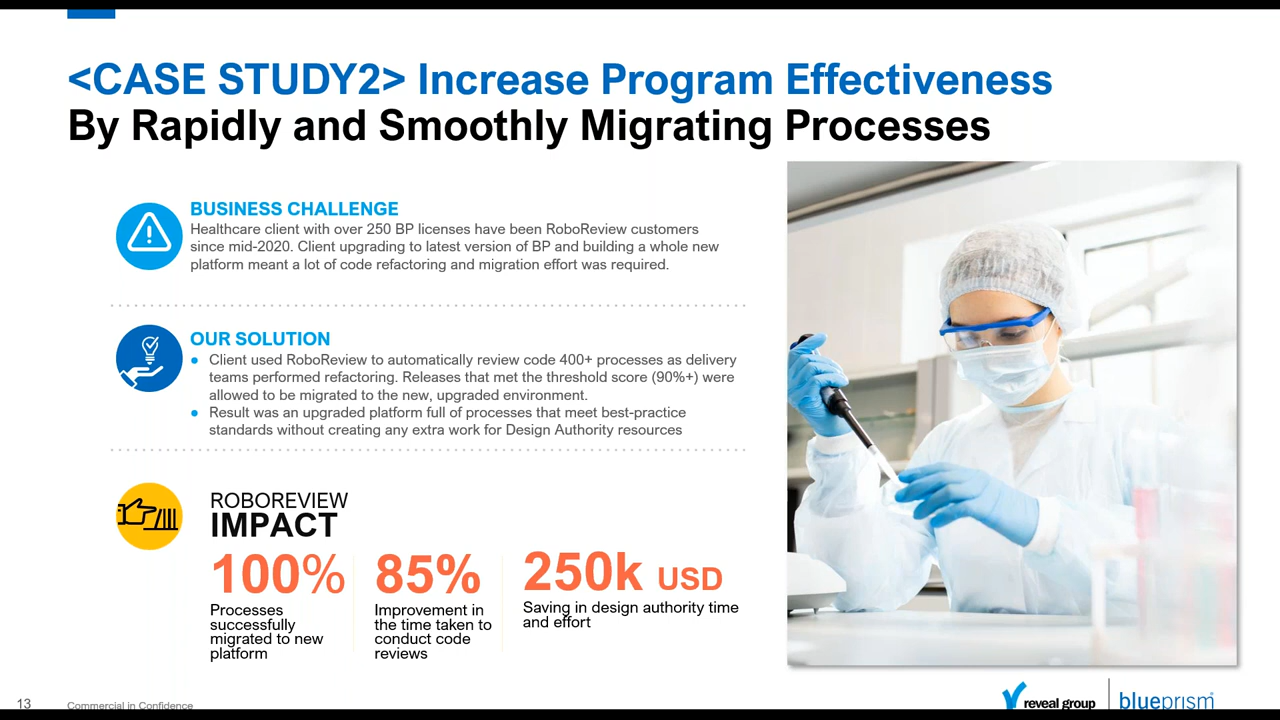 <CASE STUDY2> Increase Program Effectiveness
By Rapidly and Smoothly Migrating Processes
BUSINESS CHALLENGE
Healthcare client with over 250 BP licenses have been RoboReview customers
since mid-2020. Client upgrading to latest version of BP and building a whole new
platform meant a lot of code refactoring and migration effort was required.
OUR SOLUTION
● Client used RoboReview to automatically review code 400+ processes as delivery
teams performed refactoring. Releases that met the threshold score (90%+) were
allowed to be migrated to the new, upgraded environment.
● Result was an upgraded platform full of processes that meet best-practice
standards without creating any extra work for Design Authority resources
ROBOREVIEW
IMPACT
100%
Processes
successfully
migrated to new
platform
85%
Improvement in
the time taken to
conduct code
reviews
250k USD
Saving in design authority time
and effort
13
Commercial in Confidence
reveal group
blueprism